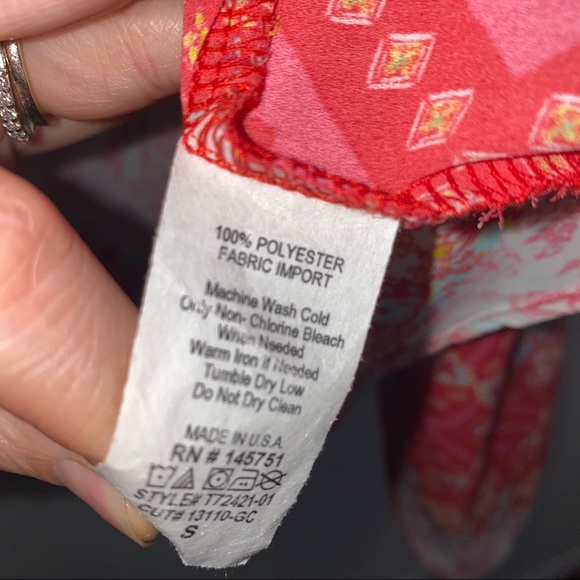 100% POLYESTER
FABRIC IMPORT
Machine Wash Cold
Only Non- Chlorine Bleach
When Needed
Warm Iron if Needed
Tumble Dry Low
Do Not Dry Clean
MADE IN U.S.A.
RN # 145751
STYLE# T72421-01
CUT# 13110-GC
S